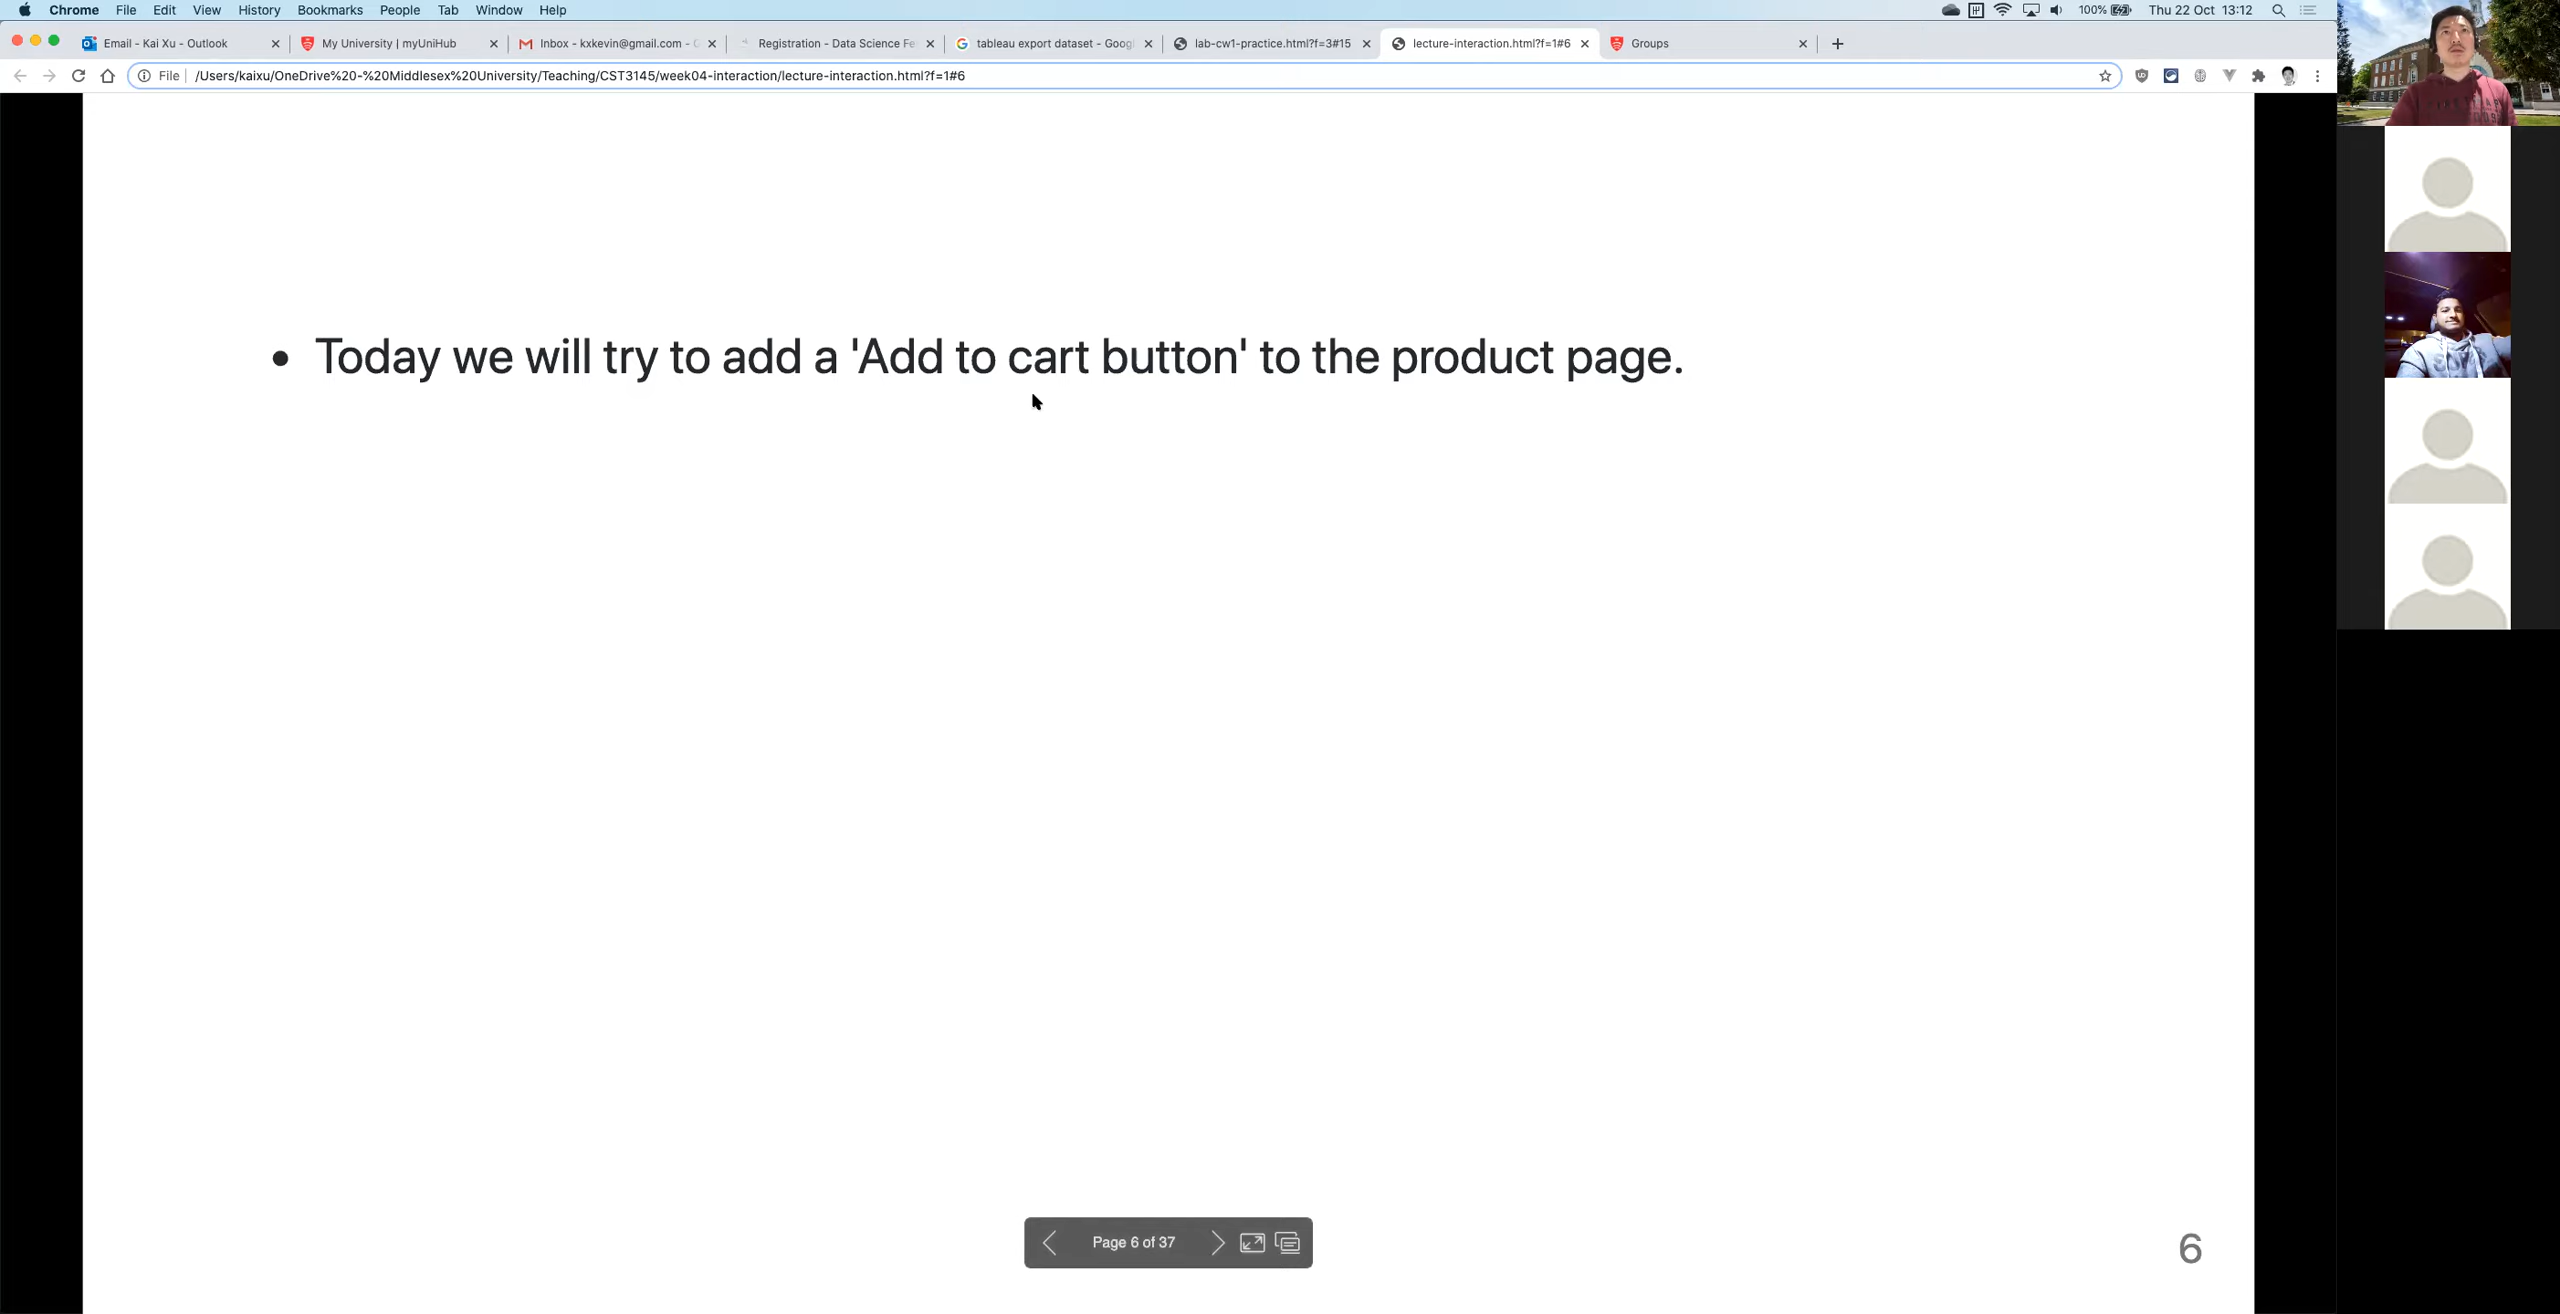 Chrome File Edit View History Bookmarks People Tab Window Help 100% Thu 22 Oct 13:12
Email - Kai Xu - Outlook My University | myUniHub Inbox - kxkevin@gmail.com - Registration - Data Science Fe tableau export dataset - Goog lab-cw1-practice.html?f=3#15 lecture-interaction.html?f=1#6 Groups
File /Users/kaixu/OneDrive%20-%20Middlesex%20University/Teaching/CST3145/week04-interaction/lecture-interaction.html?f=1#6
• Today we will try to add a 'Add to cart button' to the product page.
Page 6 of 37
6